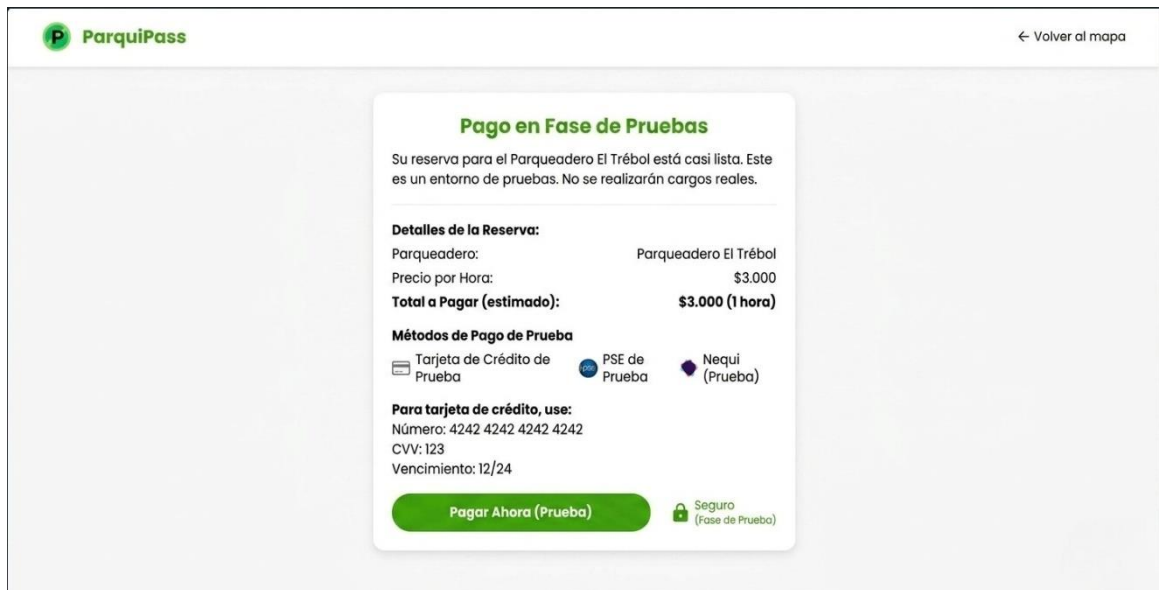 P ParquiPass
← Volver al mapa
Pago en Fase de Pruebas
Su reserva para el Parqueadero El Trébol está casi lista. Este
es un entorno de pruebas. No se realizarán cargos reales.
Detalles de la Reserva:
Parqueadero: Parqueadero El Trébol
Precio por Hora: $3.000
Total a Pagar (estimado): $3.000 (1 hora)
Métodos de Pago de Prueba
Tarjeta de Crédito de
Prueba
pse
PSE de
Prueba
Nequi
(Prueba)
Para tarjeta de crédito, use:
Número: 4242 4242 4242 4242
CVV: 123
Vencimiento: 12/24
Pagar Ahora (Prueba)
Seguro
(Fase de Prueba)